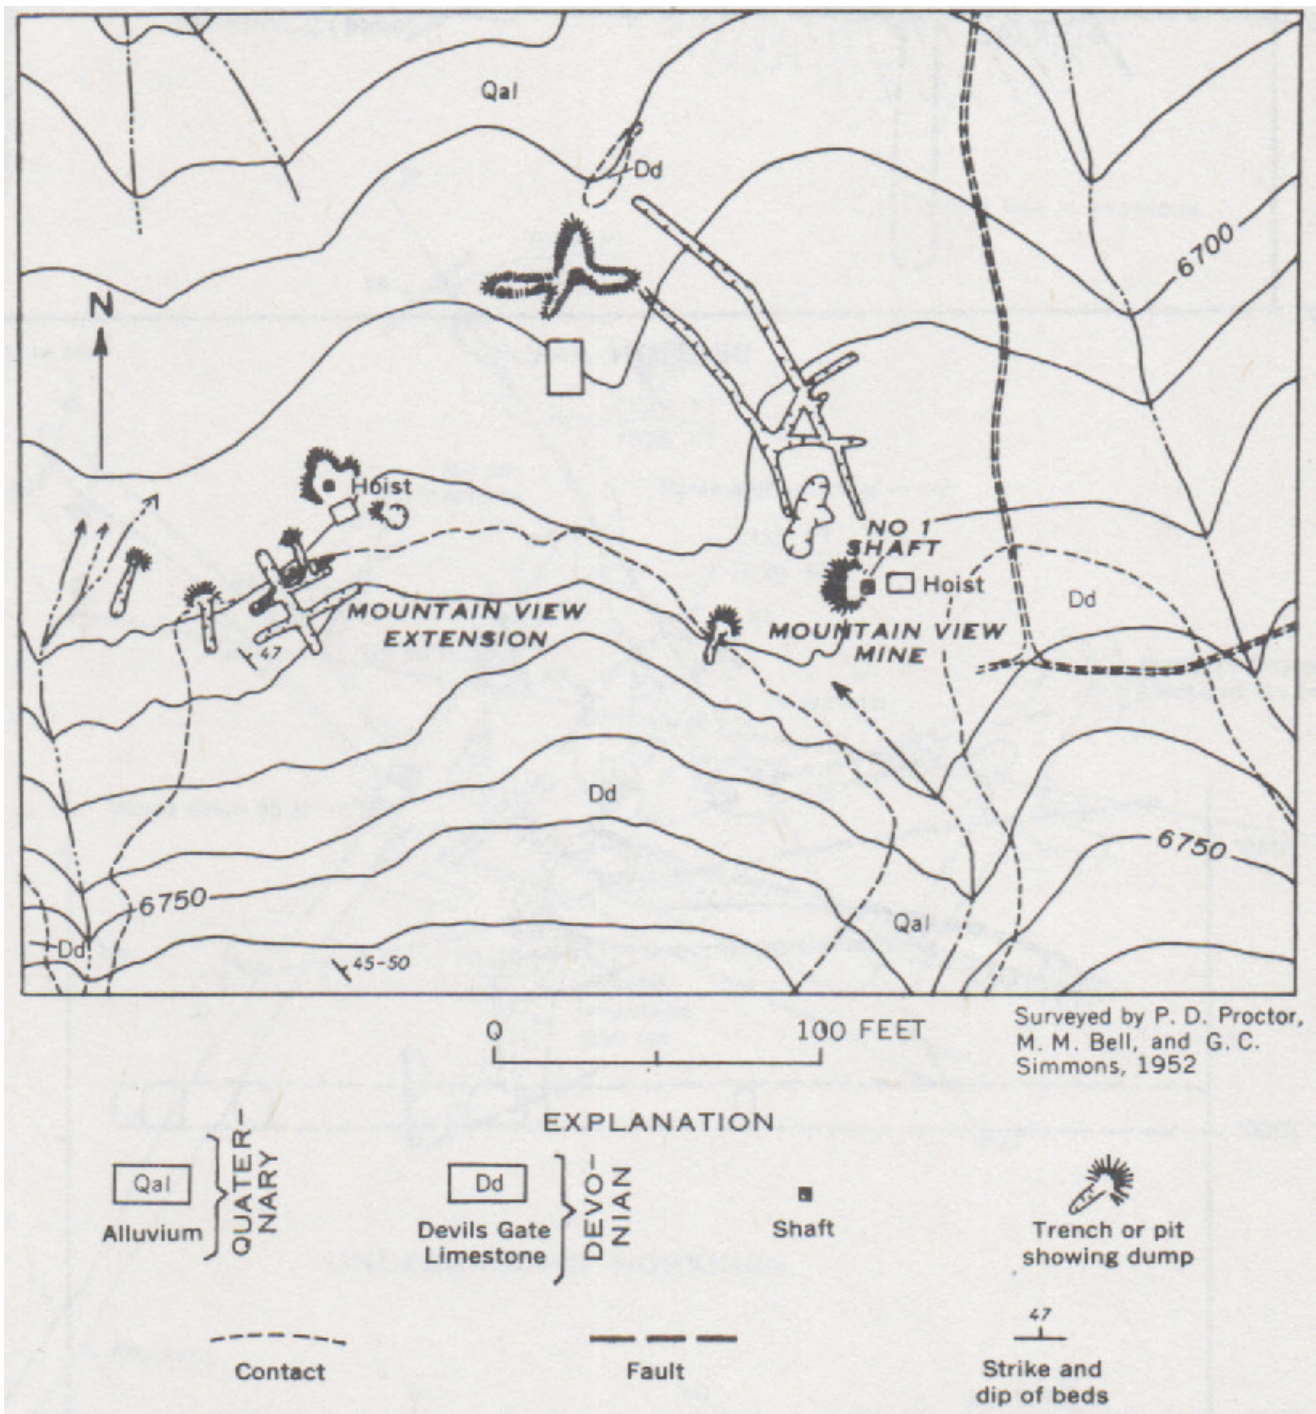 Qal
Dd
6700
N
Hoist
NO 1
SHAFT
Hoist
Dd
MOUNTAIN VIEW
EXTENSION
MOUNTAIN VIEW
MINE
47
Dd
6750
6750
Qal
Dd
45-50
0 100 FEET
Surveyed by P. D. Proctor,
M. M. Bell, and G. C.
Simmons, 1952
EXPLANATION
Qal
Alluvium
QUATER-
NARY
Dd
Devils Gate
Limestone
DEVO-
NIAN
Shaft
Trench or pit
showing dump
Contact
Fault
47
Strike and
dip of beds